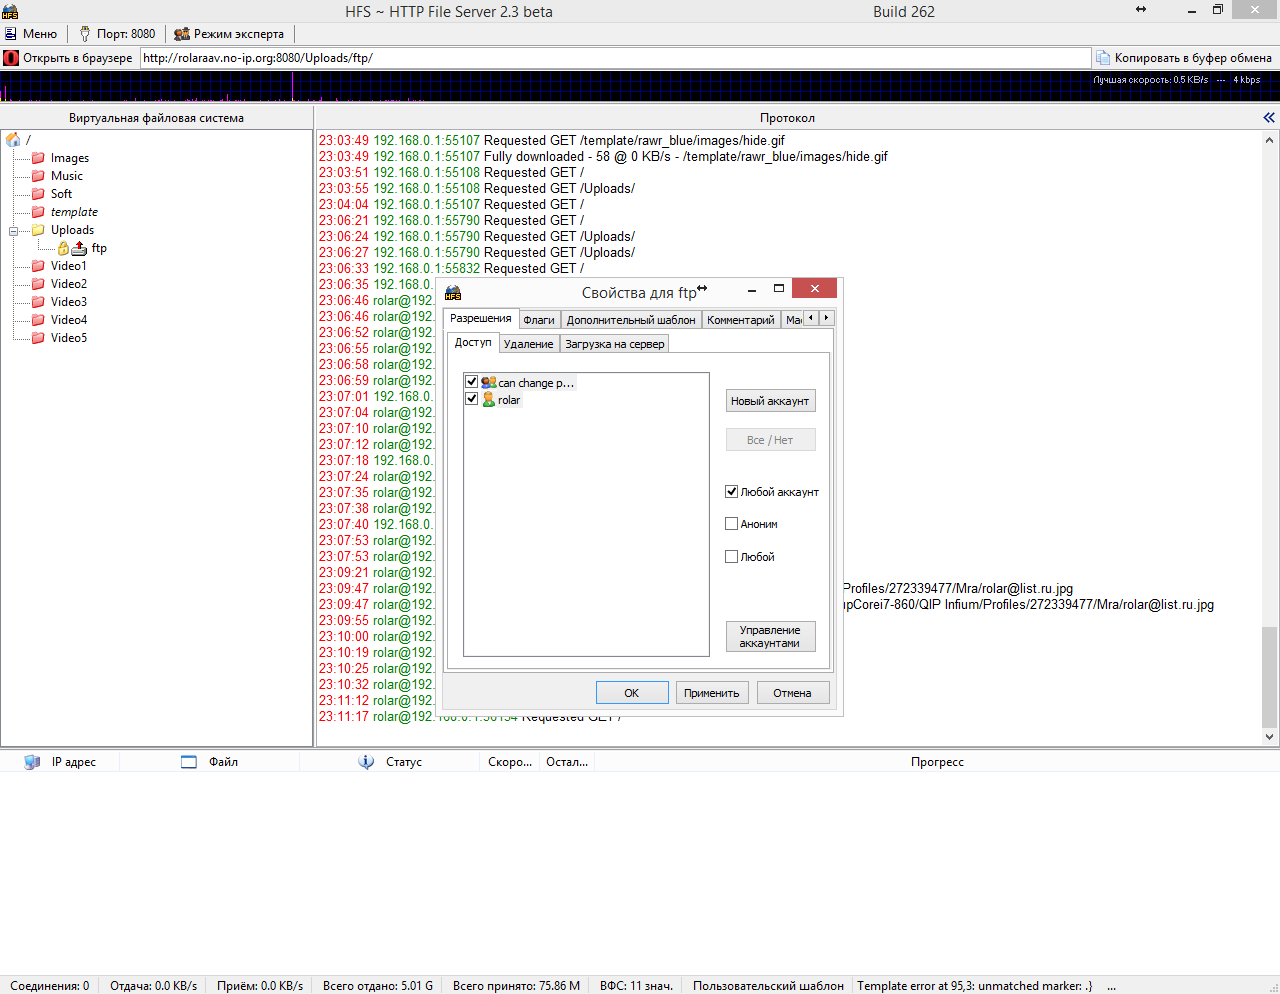 HFS ~ HTTP File Server 2.3 beta Build 262
Меню Порт: 8080 Режим эксперта
Открыть в браузере http://rolaraav.no-ip.org:8080/Uploads/ftp/ Копировать в буфер обмена
Лучшая скорость: 0.5 KB/s --- 4 kbps
Виртуальная файловая система
/
Images
Music
Soft
template
Uploads
ftp
Video1
Video2
Video3
Video4
Video5
Протокол
23:03:49 192.168.0.1:55107 Requested GET /template/rawr_blue/images/hide.gif
23:03:49 192.168.0.1:55107 Fully downloaded - 58 @ 0 KB/s - /template/rawr_blue/images/hide.gif
23:03:51 192.168.0.1:55108 Requested GET /
23:03:55 192.168.0.1:55108 Requested GET /Uploads/
23:04:04 192.168.0.1:55107 Requested GET /
23:06:21 192.168.0.1:55790 Requested GET /
23:06:24 192.168.0.1:55790 Requested GET /Uploads/
23:06:27 192.168.0.1:55790 Requested GET /Uploads/
23:06:33 192.168.0.1:55832 Requested GET /
23:06:35 192.168.0.
23:06:46 rolar@192.
23:06:46 rolar@192.
23:06:52 rolar@192.
23:06:55 rolar@192.
23:06:58 rolar@192.
23:06:59 rolar@192.
23:07:01 192.168.0.
23:07:04 rolar@192.
23:07:10 rolar@192.
23:07:12 rolar@192.
23:07:18 192.168.0.
23:07:24 rolar@192.
23:07:35 rolar@192.
23:07:38 rolar@192.
23:07:40 192.168.0.
23:07:53 rolar@192.
23:07:53 rolar@192.
23:09:21 rolar@192.
23:09:47 rolar@192. Profiles/272339477/Mra/rolar@list.ru.jpg
23:09:47 rolar@192. pCorei7-860/QIP Infium/Profiles/272339477/Mra/rolar@list.ru.jpg
23:09:55 rolar@192.
23:10:00 rolar@192.
23:10:19 rolar@192.
23:10:25 rolar@192.
23:10:32 rolar@192.
23:11:12 rolar@192.
23:11:17 rolar@192.168.0.1:56154 Requested GET /
Свойства для ftp
Разрешения Флаги Дополнительный шаблон Комментарий Мас
Доступ Удаление Загрузка на сервер
can change p...
rolar
Новый аккаунт
Все / Нет
Любой аккаунт
Аноним
Любой
Управление
аккаунтами
OK Применить Отмена
IP адрес Файл Статус Скоро... Остал... Прогресс
Соединения: 0 Отдача: 0.0 KB/s Приём: 0.0 KB/s Всего отдано: 5.01 G Всего принято: 75.86 M ВФС: 11 знач. Пользовательский шаблон Template error at 95,3: unmatched marker: .} ...